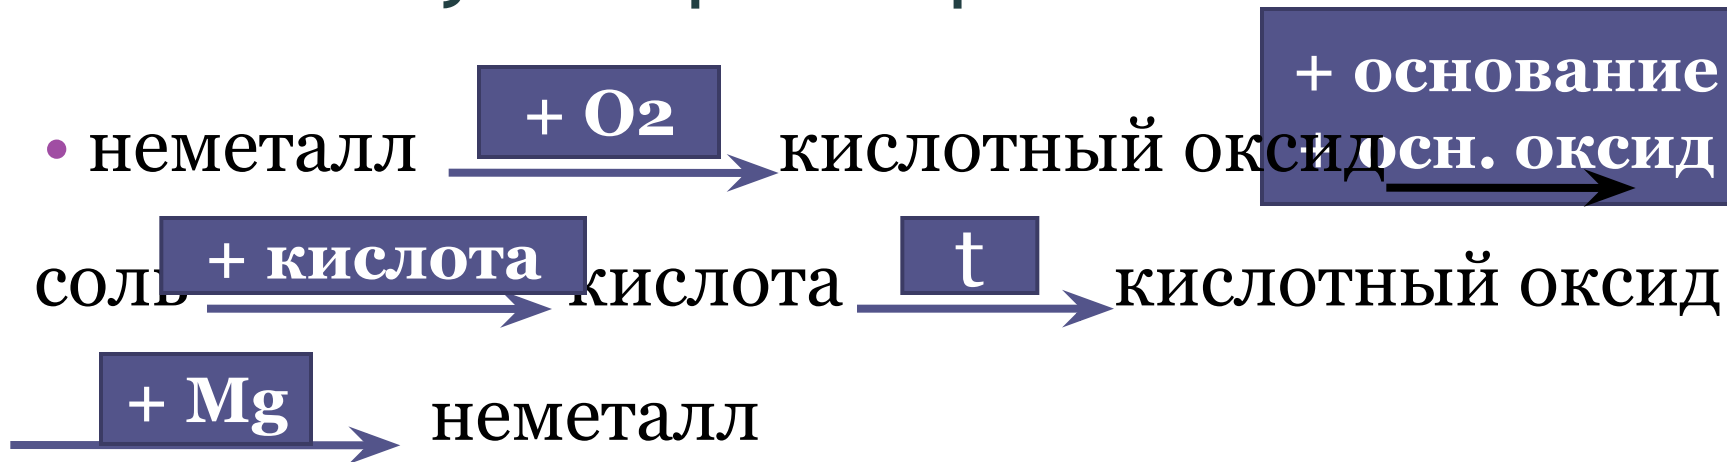 + основание
• неметалл + O2 кислотный оксид + осн. оксид
соль + кислота кислота t кислотный оксид
+ Mg неметалл